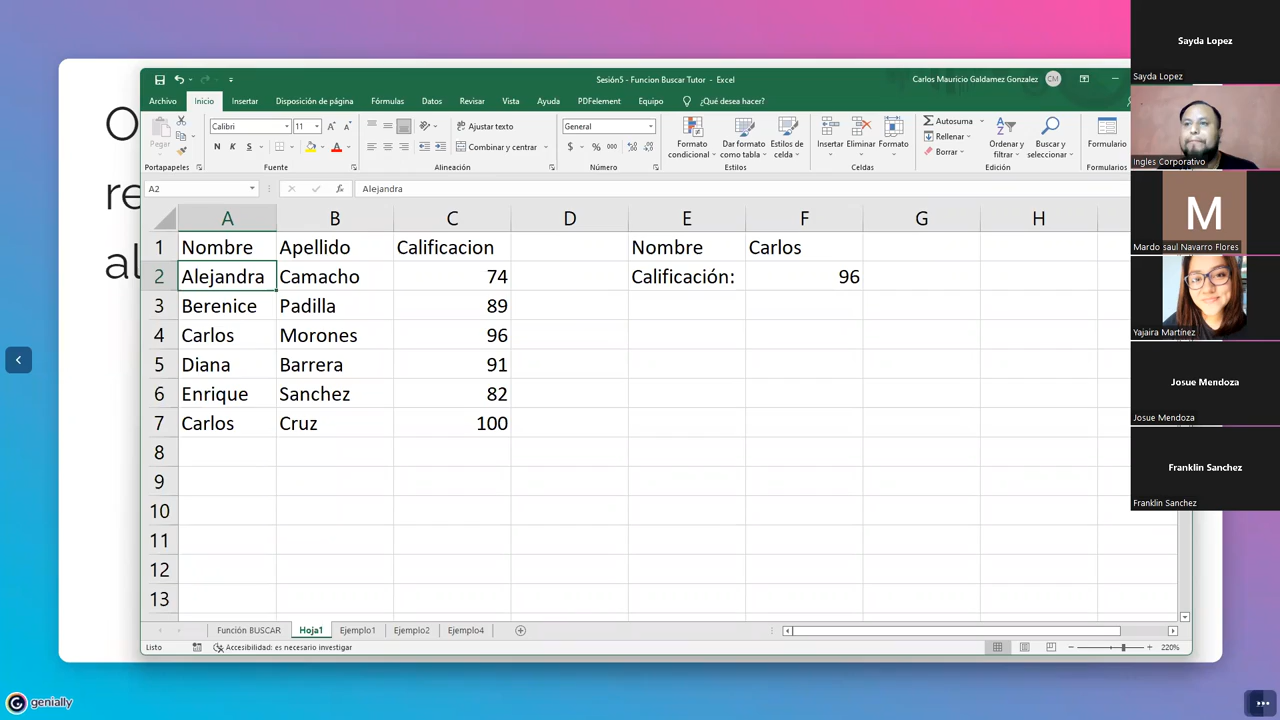 O
re
al
Sesión5 - Funcion Buscar Tutor - Excel
Carlos Mauricio Galdamez Gonzalez
CM
Archivo Inicio Insertar Disposición de página Fórmulas Datos Revisar Vista Ayuda PDFelement Equipo ¿Qué desea hacer?
Pegar
Portapapeles
Calibri 11
N K S
Fuente
Ajustar texto
Combinar y centrar
Alineación
General
$ % 000
Número
Formato condicional
Dar formato como tabla
Estilos de celda
Estilos
Insertar Eliminar Formato
Celdas
Autosuma
Rellenar
Borrar
Ordenar y filtrar
Buscar y seleccionar
Edición
Formulario
Formularios
A2 fx Alejandra
A B C D E F G H
1 Nombre Apellido Calificacion Nombre Carlos
2 Alejandra Camacho 74 Calificación: 96
3 Berenice Padilla 89
4 Carlos Morones 96
5 Diana Barrera 91
6 Enrique Sanchez 82
7 Carlos Cruz 100
8
9
10
11
12
13
Función BUSCAR Hoja1 Ejemplo1 Ejemplo2 Ejemplo4
Listo Accesibilidad: es necesario investigar 220%
Sayda Lopez
Sayda Lopez
Ingles Corporativo
M
Mardo saul Navarro Flores
Yajaira Martínez
Josue Mendoza
Josue Mendoza
Franklin Sanchez
Franklin Sanchez
genially